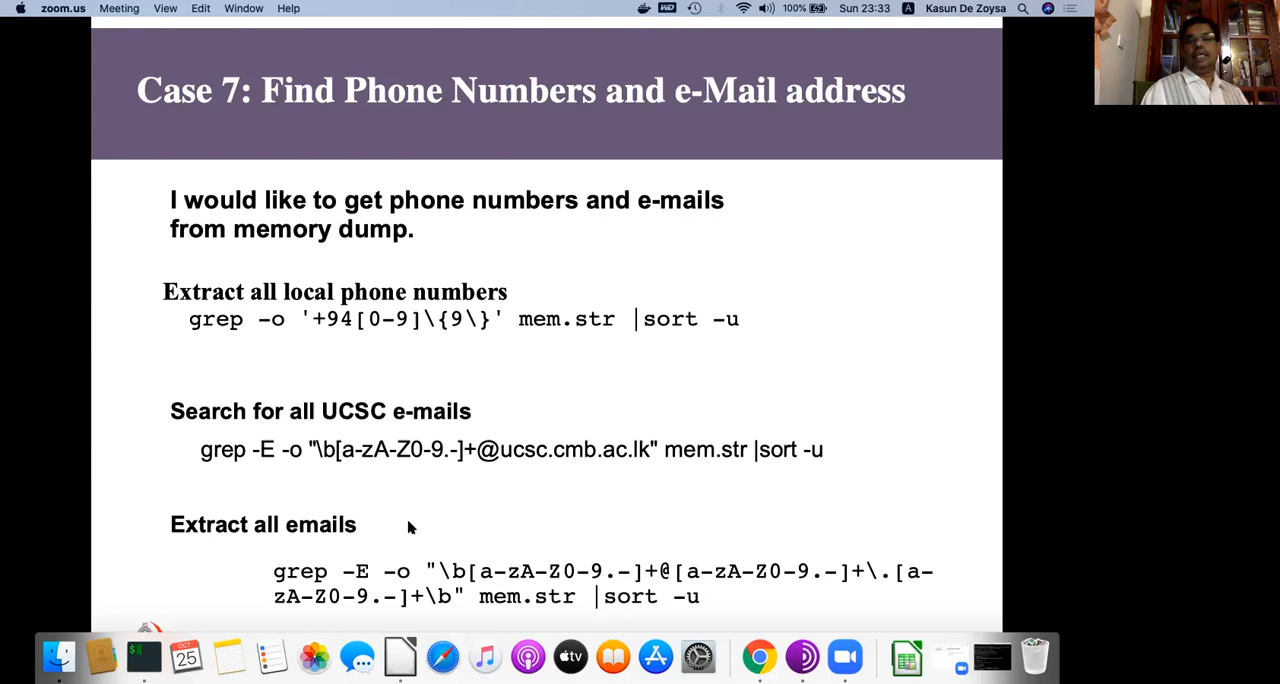 zoom.us Meeting View Edit Window Help 100% Sun 23:33 A Kasun De Zoysa
Case 7: Find Phone Numbers and e-Mail address
I would like to get phone numbers and e-mails
from memory dump.
Extract all local phone numbers
grep -o '+94[0-9]\{9\}' mem.str |sort -u
Search for all UCSC e-mails
grep -E -o "\b[a-zA-Z0-9.-]+@ucsc.cmb.ac.lk" mem.str |sort -u
Extract all emails
grep -E -o "\b[a-zA-Z0-9.-]+@[a-zA-Z0-9.-]+\.[a-
zA-Z0-9.-]+\b" mem.str |sort -u
$
OCT
25
tv